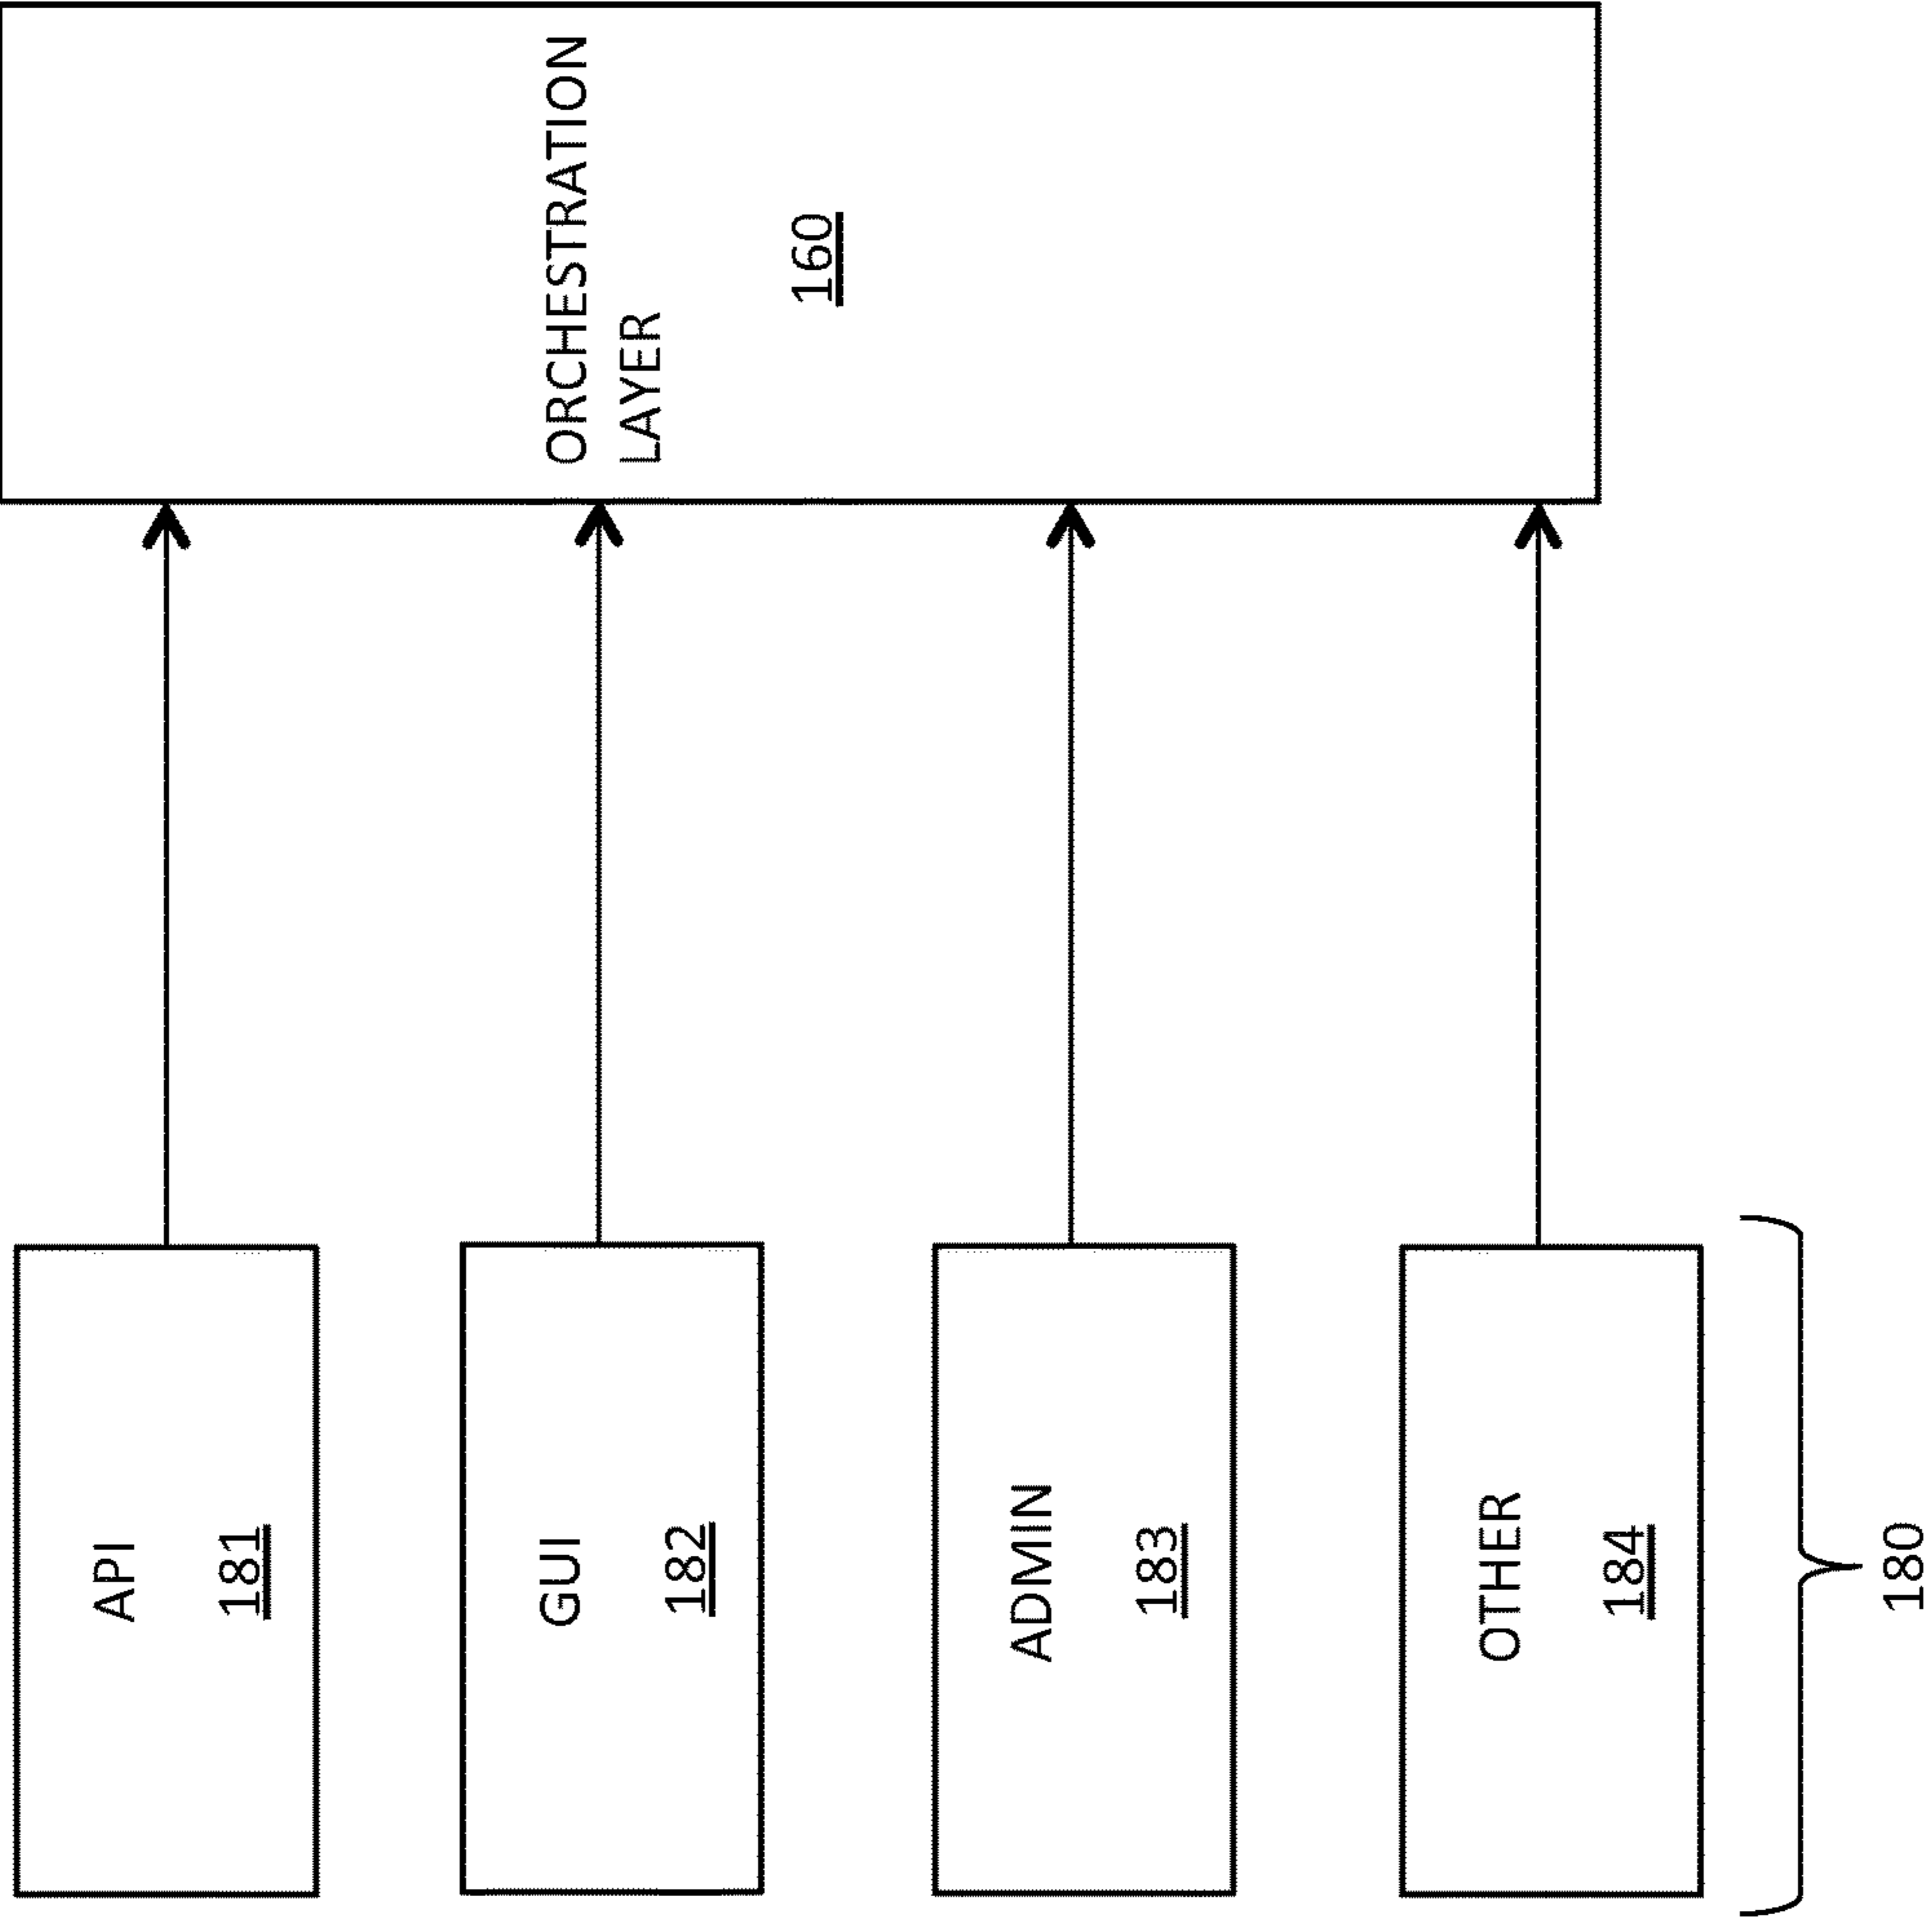 API
181
GUI
182
ADMIN
183
OTHER
184
180
ORCHESTRATION
LAYER
160